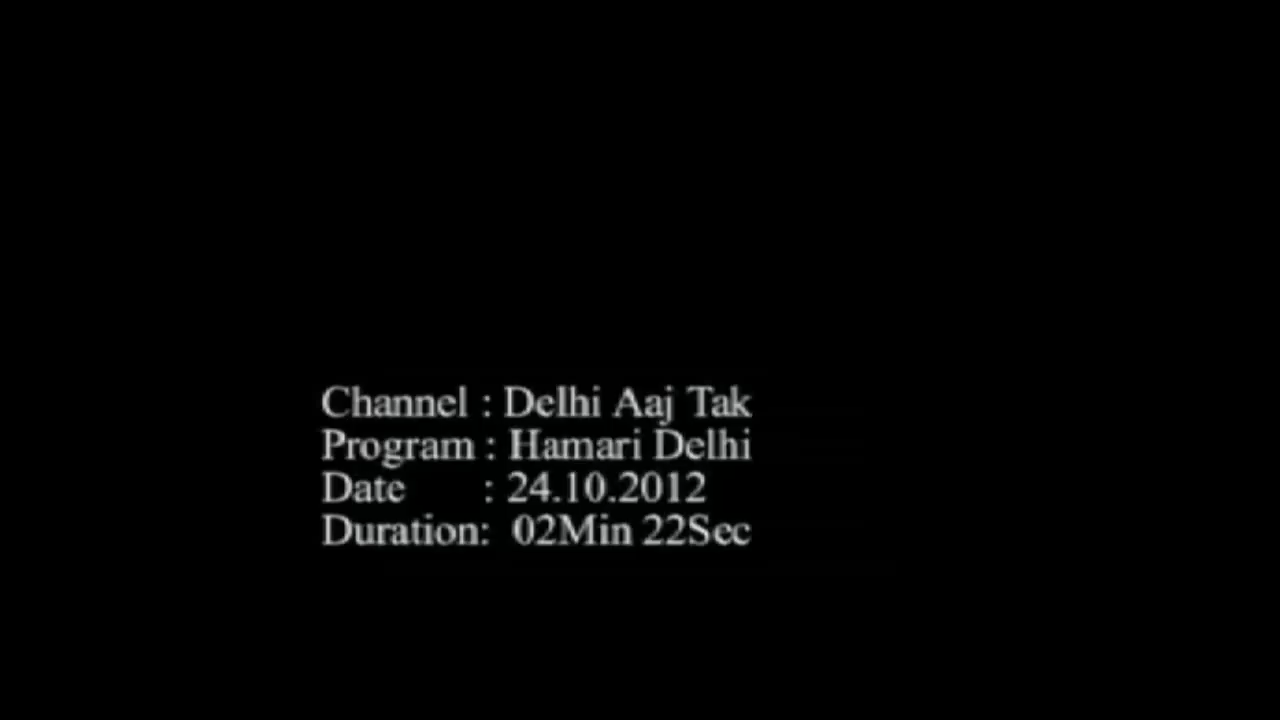 Channel : Delhi Aaj Tak
Program : Hamari Delhi
Date : 24.10.2012
Duration: 02Min 22Sec